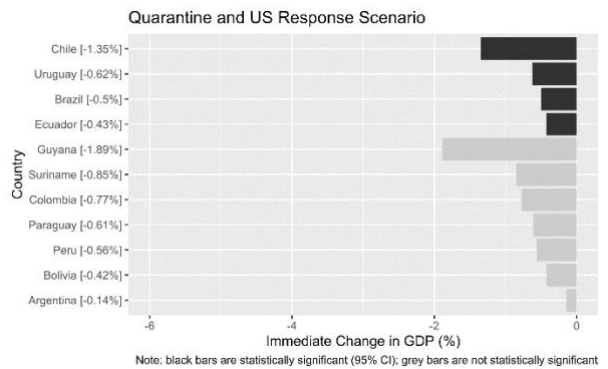 Quarantine and US Response Scenario
Chile [-1.35%]
Uruguay [-0.62%]
Brazil [-0.5%]
Ecuador [-0.43%]
Guyana [-1.89%]
Suriname [-0.85%]
Colombia [-0.77%]
Paraguay [-0.61%]
Peru [-0.56%]
Bolivia [-0.42%]
Argentina [-0.14%]
Country
-6 -4 -2 0
Immediate Change in GDP (%)
Note: black bars are statistically significant (95% CI); grey bars are not statistically significant